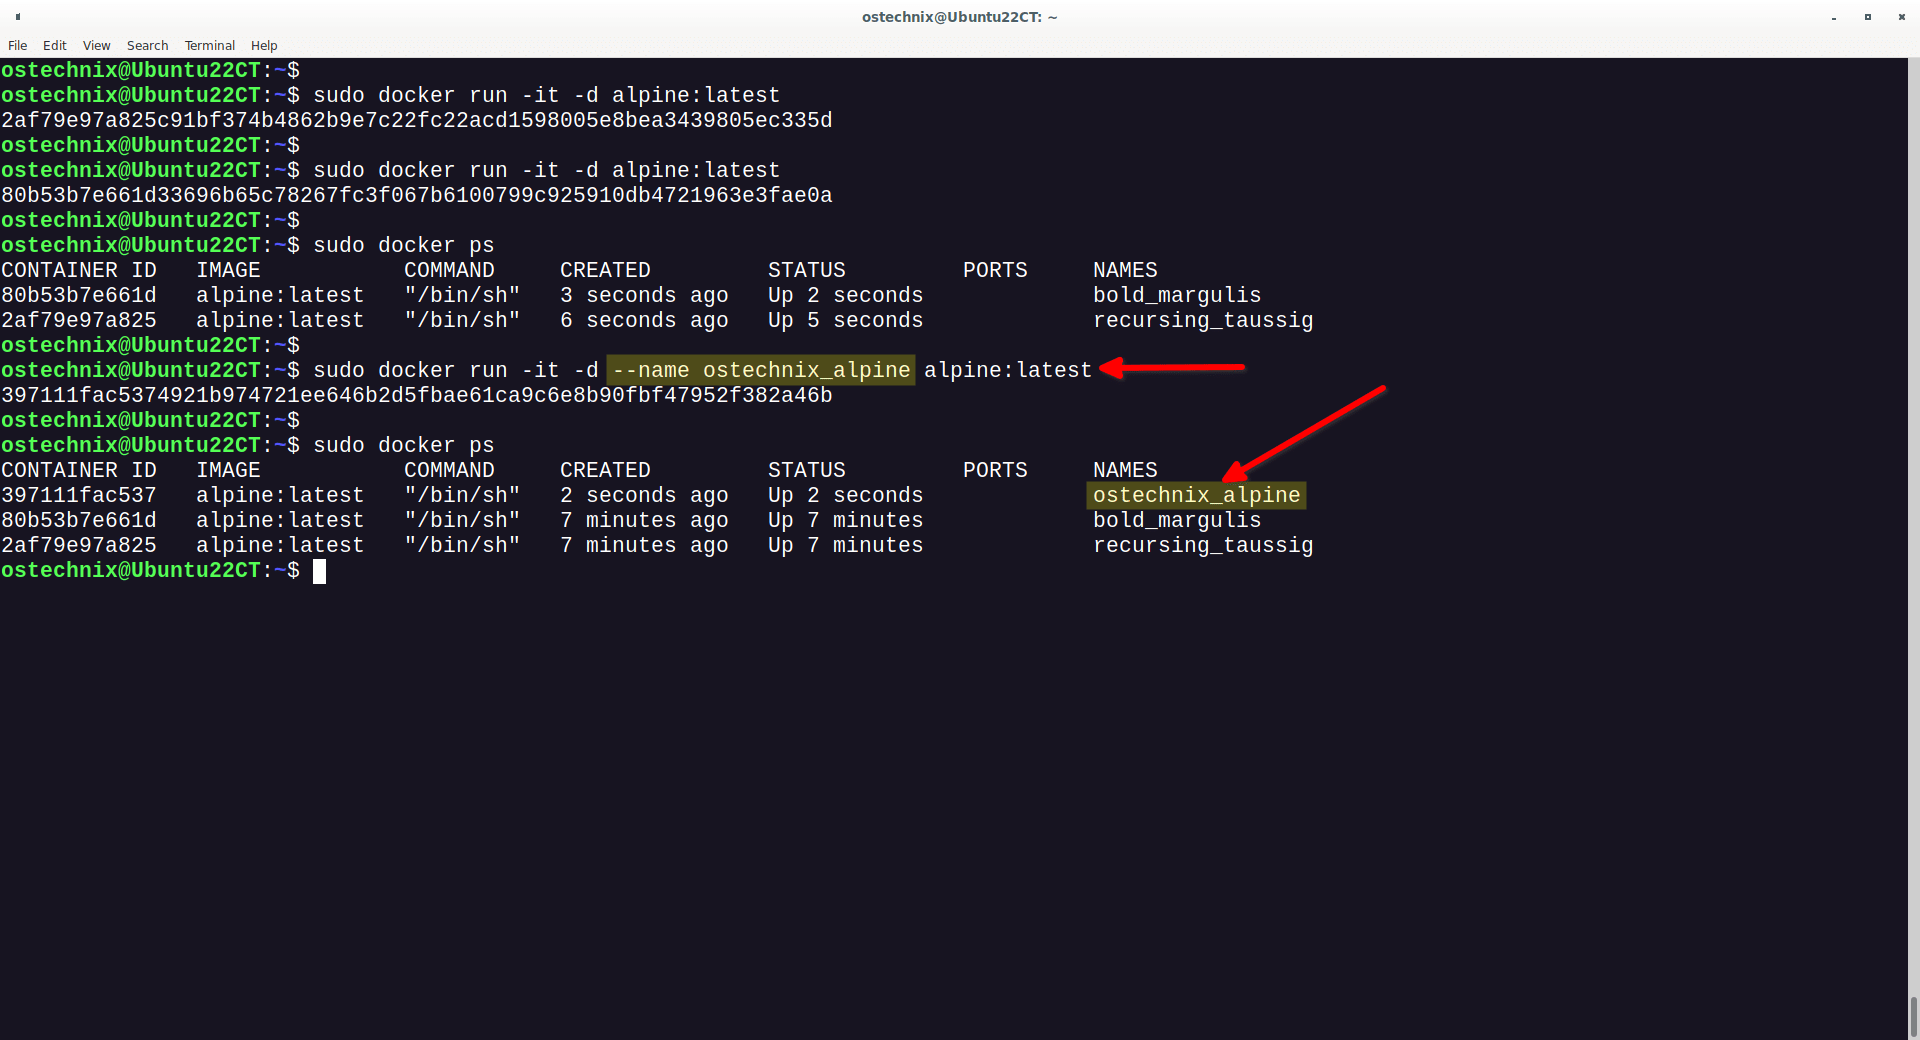 ostechnix@Ubuntu22CT: ~
File Edit View Search Terminal Help
ostechnix@Ubuntu22CT:~$
ostechnix@Ubuntu22CT:~$ sudo docker run -it -d alpine:latest
2af79e97a825c91bf374b4862b9e7c22fc22acd1598005e8bea3439805ec335d
ostechnix@Ubuntu22CT:~$
ostechnix@Ubuntu22CT:~$ sudo docker run -it -d alpine:latest
80b53b7e661d33696b65c78267fc3f067b6100799c925910db4721963e3fae0a
ostechnix@Ubuntu22CT:~$
ostechnix@Ubuntu22CT:~$ sudo docker ps
CONTAINER ID   IMAGE           COMMAND     CREATED         STATUS         PORTS     NAMES
80b53b7e661d   alpine:latest   "/bin/sh"   3 seconds ago   Up 2 seconds             bold_margulis
2af79e97a825   alpine:latest   "/bin/sh"   6 seconds ago   Up 5 seconds             recursing_taussig
ostechnix@Ubuntu22CT:~$
ostechnix@Ubuntu22CT:~$ sudo docker run -it -d --name ostechnix_alpine alpine:latest
397111fac5374921b974721ee646b2d5fbae61ca9c6e8b90fbf47952f382a46b
ostechnix@Ubuntu22CT:~$
ostechnix@Ubuntu22CT:~$ sudo docker ps
CONTAINER ID   IMAGE           COMMAND     CREATED         STATUS         PORTS     NAMES
397111fac537   alpine:latest   "/bin/sh"   2 seconds ago   Up 2 seconds             ostechnix_alpine
80b53b7e661d   alpine:latest   "/bin/sh"   7 minutes ago   Up 7 minutes             bold_margulis
2af79e97a825   alpine:latest   "/bin/sh"   7 minutes ago   Up 7 minutes             recursing_taussig
ostechnix@Ubuntu22CT:~$